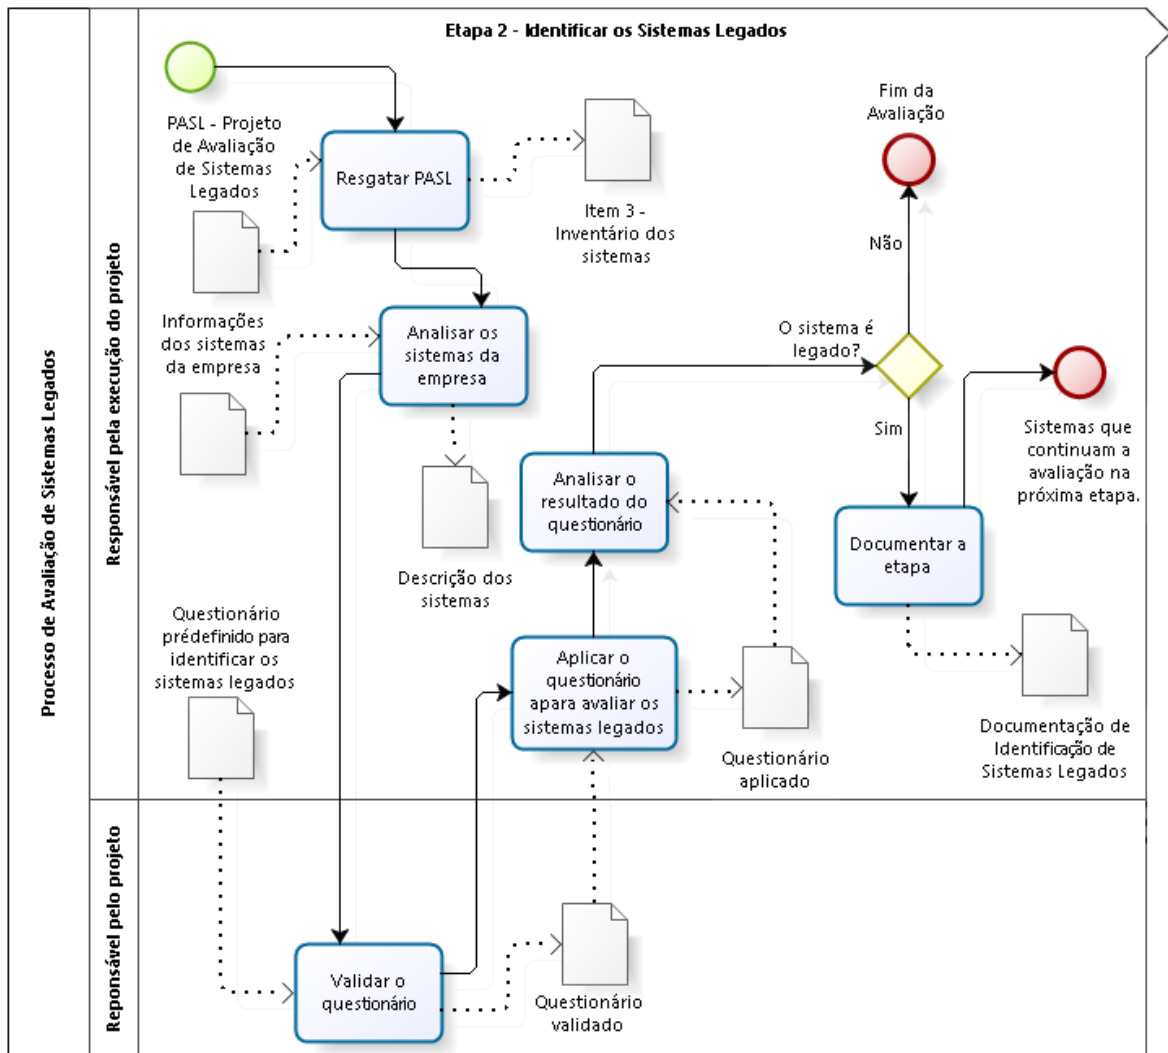 Etapa 2 - Identificar os Sistemas Legados
Processo de Avaliação de Sistemas Legados
Responsável pela execução do projeto
PASL - Projeto
de Avaliação
de Sistemas
Legados
Resgatar PASL
Item 3 -
Inventário dos
sistemas
Fim da
Avaliação
Não
Informações
dos sistemas
da empresa
Analisar os
sistemas da
empresa
O sistema é
legado?
Sim
Sistemas que
continuam a
avaliação na
próxima etapa.
Descrição dos
sistemas
Analisar o
resultado do
questionário
Documentar a
etapa
Questionário
prédefinido para
identificar os
sistemas legados
Aplicar o
questionário
apara avaliar os
sistemas legados
Questionário
aplicado
Documentação de
Identificação de
Sistemas Legados
Reponsável pelo projeto
Validar o
questionário
Questionário
validado